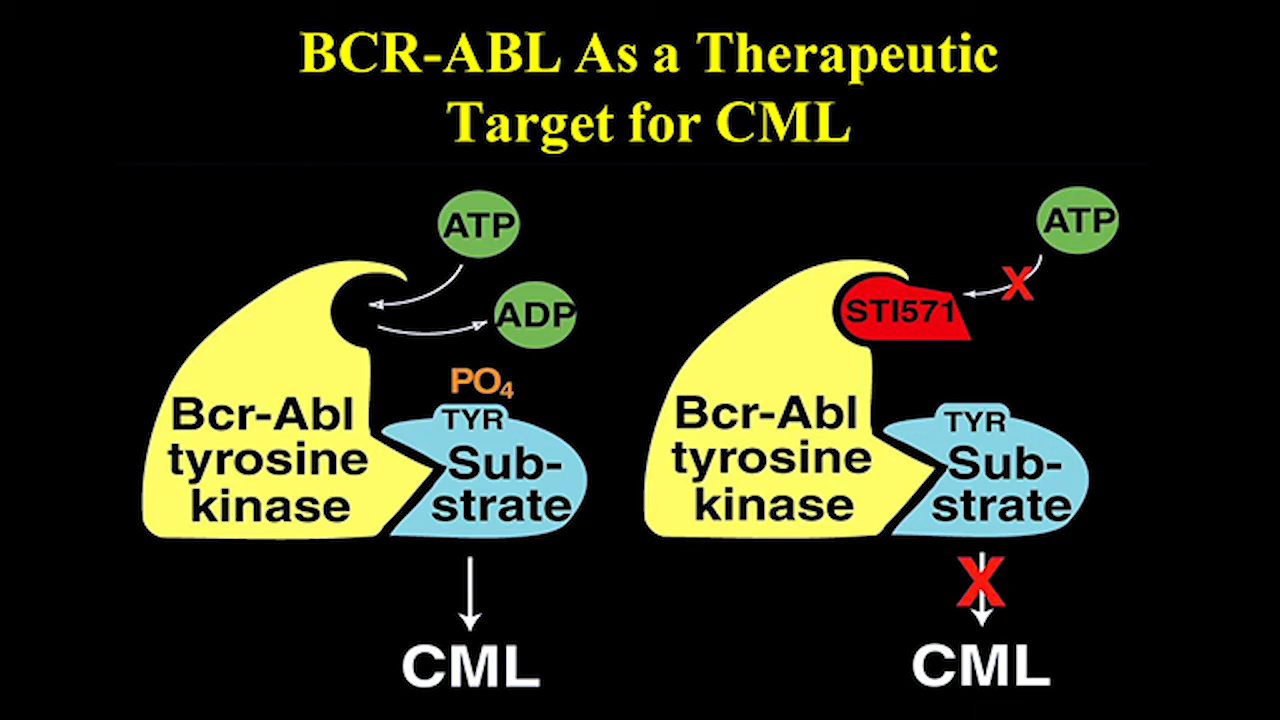 BCR-ABL As a Therapeutic
Target for CML
ATP
ADP
PO4
TYR
Bcr-Abl
tyrosine
kinase
Sub-
strate
CML
ATP
X
STI571
TYR
Bcr-Abl
tyrosine
kinase
Sub-
strate
X
CML